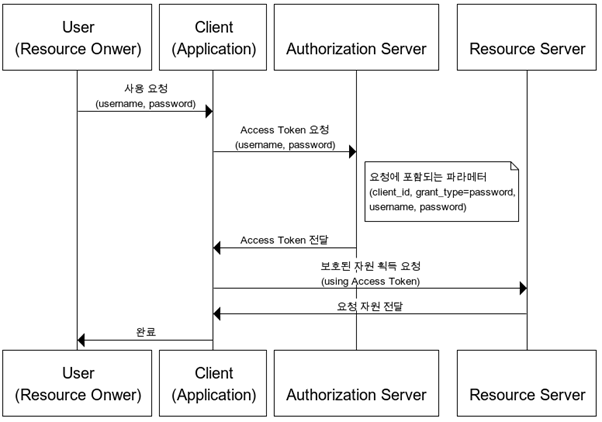 User
(Resource Onwer)
Client
(Application)
Authorization Server
Resource Server
사용 요청
(username, password)
Access Token 요청
(username, password)
요청에 포함되는 파라메터
(client_id, grant_type=password,
username, password)
Access Token 전달
보호된 자원 획득 요청
(using Access Token)
요청 자원 전달
완료
User
(Resource Onwer)
Client
(Application)
Authorization Server
Resource Server